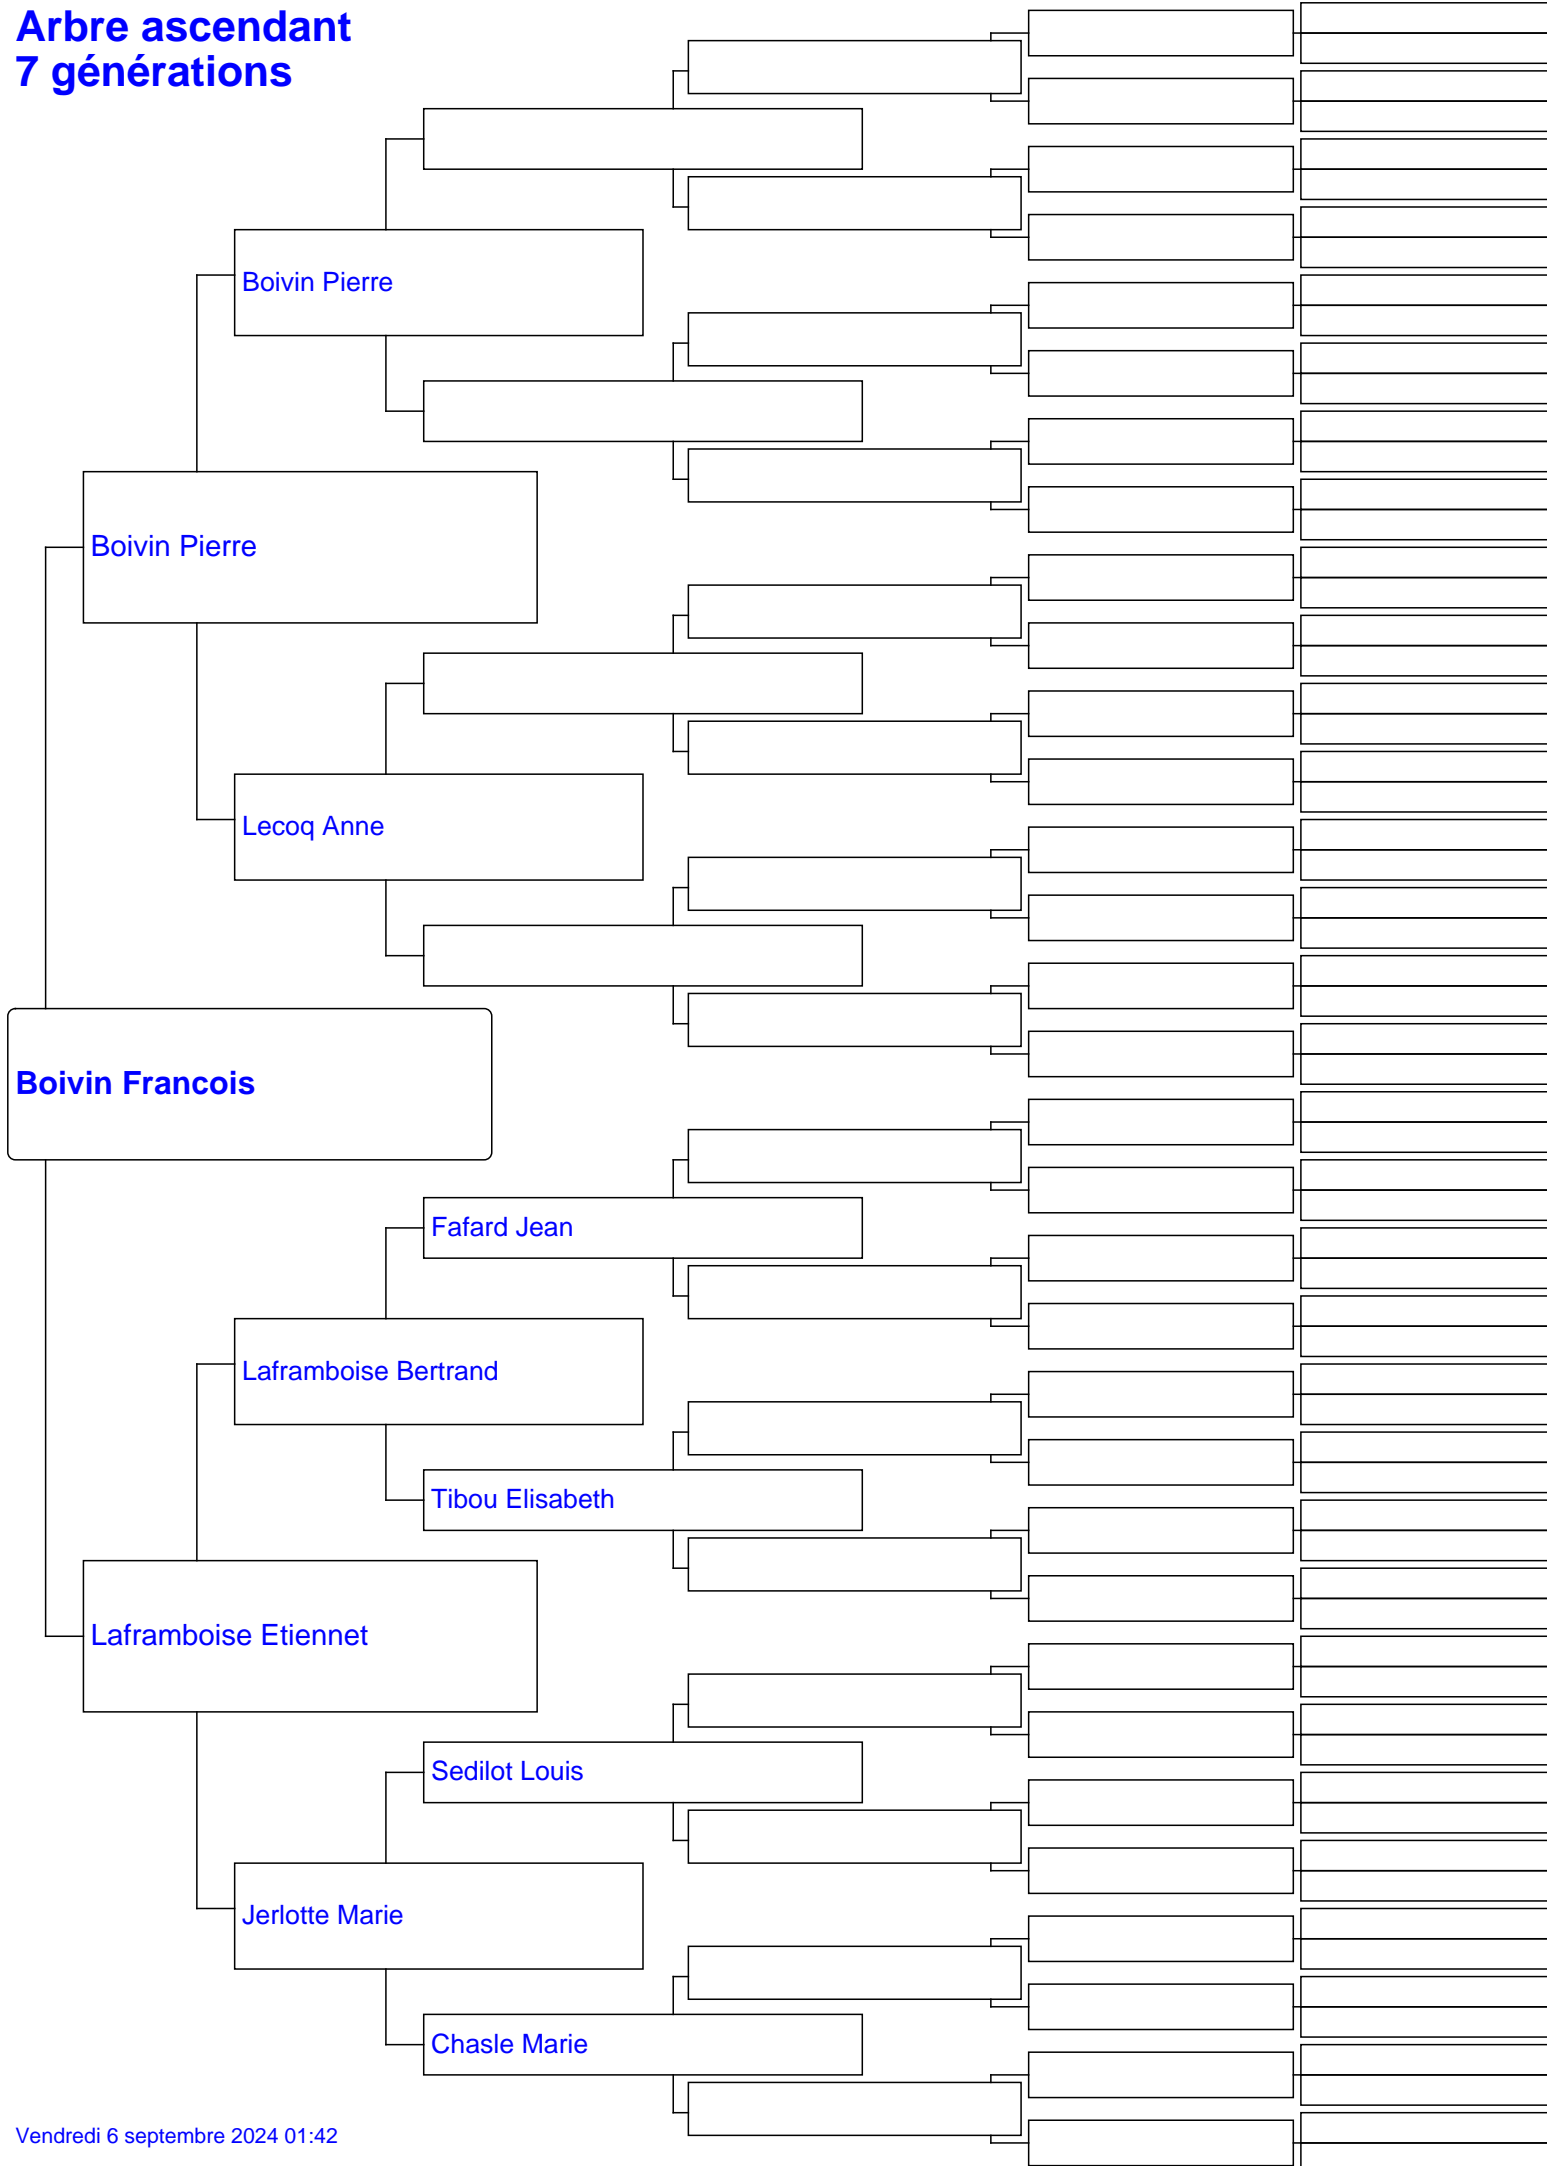 Arbre ascendant
7 générations
Boivin Pierre
Boivin Pierre
Lecoq Anne
Boivin Francois
Fafard Jean
Laframboise Bertrand
Tibou Elisabeth
Laframboise Etiennet
Sedilot Louis
Jerlotte Marie
Chasle Marie
Vendredi 6 septembre 2024 01:42